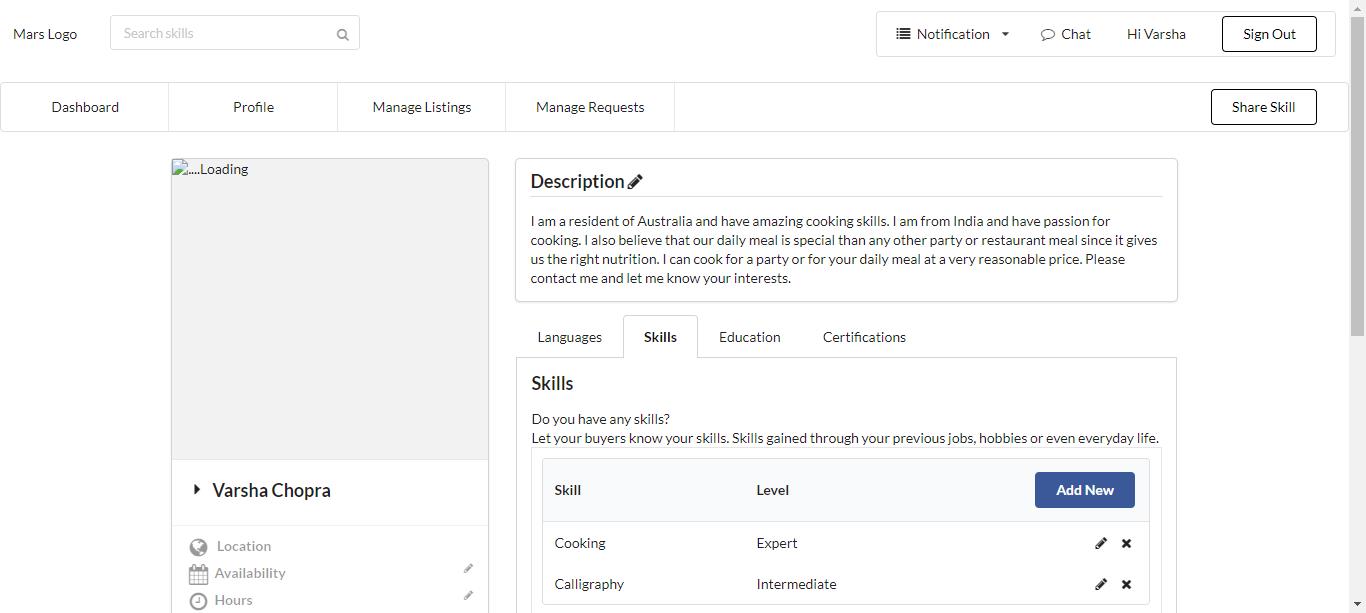 Mars Logo
Search skills
Notification
Chat
Hi Varsha
Sign Out
Dashboard
Profile
Manage Listings
Manage Requests
Share Skill
....Loading
Varsha Chopra
Location
Availability
Hours
Description
I am a resident of Australia and have amazing cooking skills. I am from India and have passion for
cooking. I also believe that our daily meal is special than any other party or restaurant meal since it gives
us the right nutrition. I can cook for a party or for your daily meal at a very reasonable price. Please
contact me and let me know your interests.
Languages
Skills
Education
Certifications
Skills
Do you have any skills?
Let your buyers know your skills. Skills gained through your previous jobs, hobbies or even everyday life.
Skill Level Add New
Cooking Expert
Calligraphy Intermediate